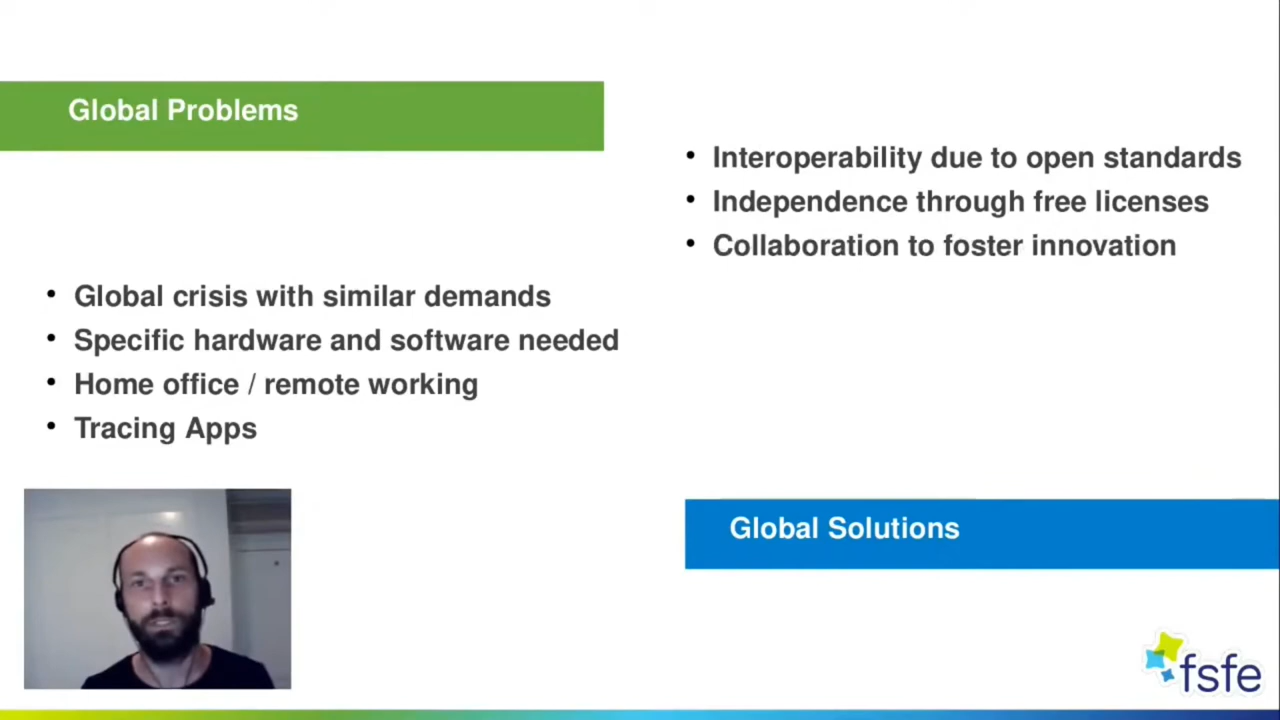 Global Problems
• Global crisis with similar demands
• Specific hardware and software needed
• Home office / remote working
• Tracing Apps
• Interoperability due to open standards
• Independence through free licenses
• Collaboration to foster innovation
Global Solutions
fsfe